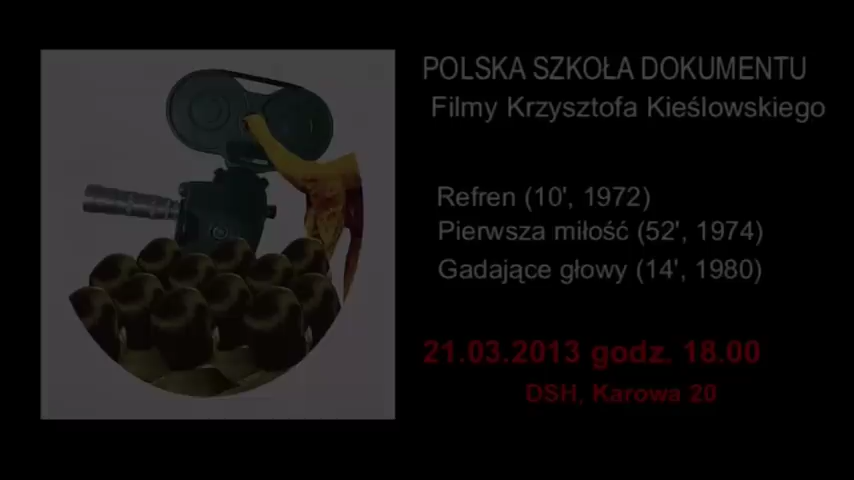 POLSKA SZKOŁA DOKUMENTU
Filmy Krzysztofa Kieślowskiego
Refren (10', 1972)
Pierwsza miłość (52', 1974)
Gadające głowy (14', 1980)
21.03.2013 godz. 18.00
DSH, Karowa 20